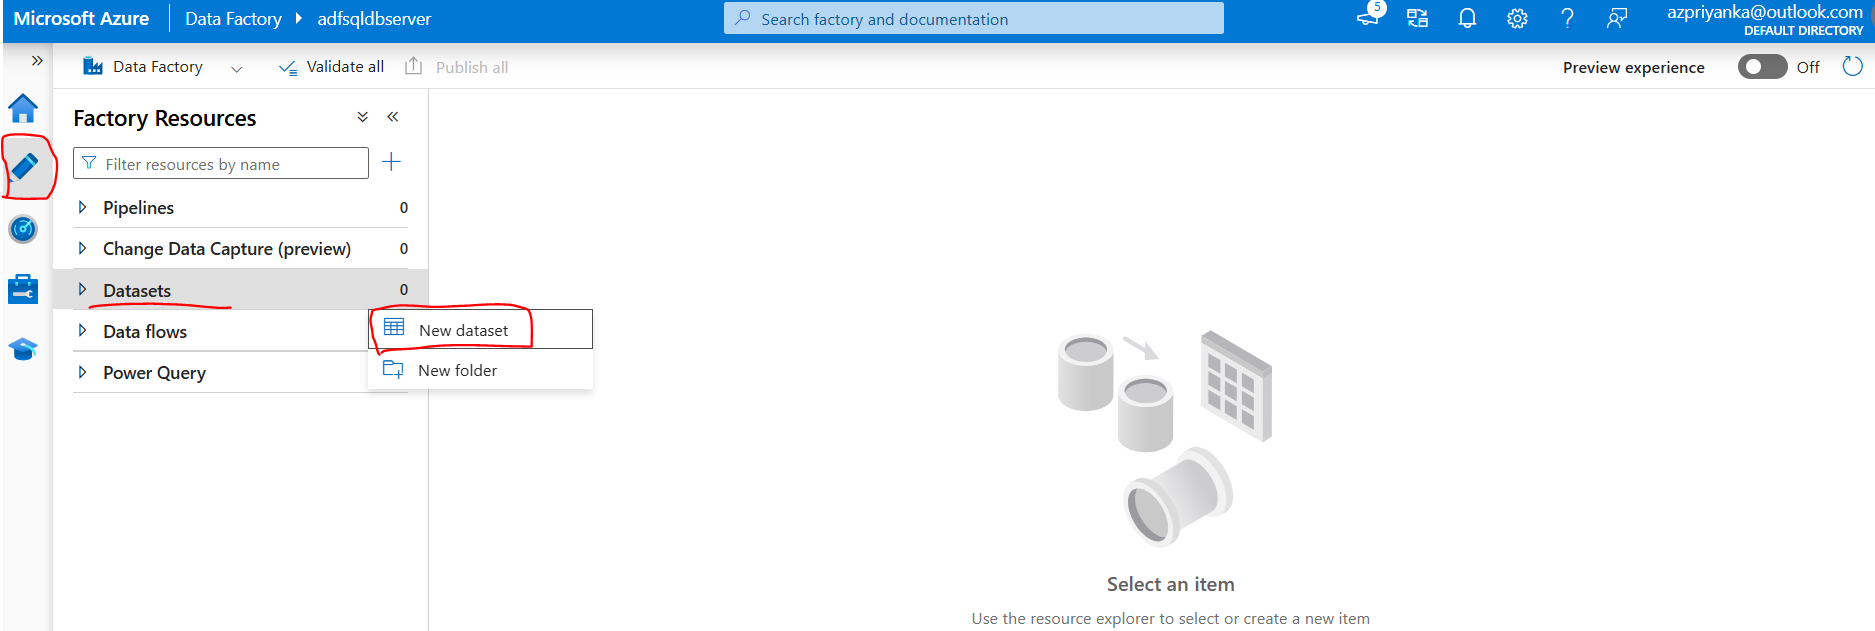 Microsoft Azure Data Factory adfsqldbserver Search factory and documentation 5 azpriyanka@outlook.com
DEFAULT DIRECTORY
Data Factory Validate all Publish all Preview experience Off
Factory Resources
Filter resources by name
Pipelines 0
Change Data Capture (preview) 0
Datasets 0
New dataset
Data flows
New folder
Power Query
Select an item
Use the resource explorer to select or create a new item